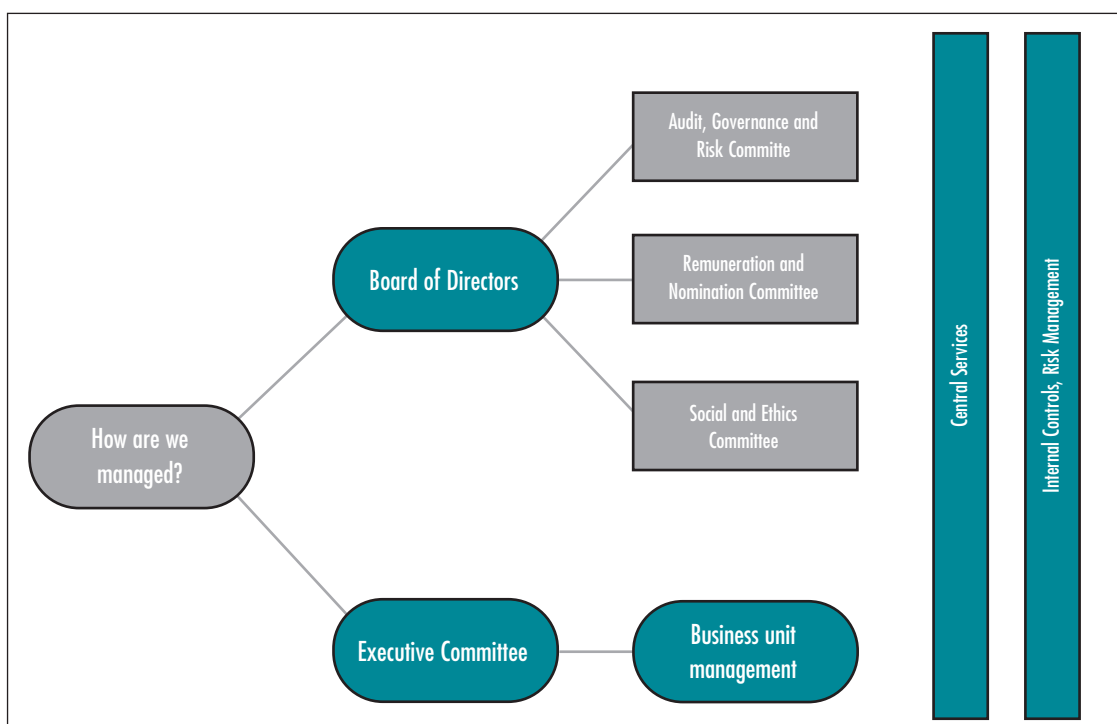 Audit, Governance and
Risk Committe
Board of Directors
Remuneration and
Nomination Committee
Social and Ethics
Committee
How are we
managed?
Executive Committee
Business unit
management
Central Services
Internal Controls, Risk Management